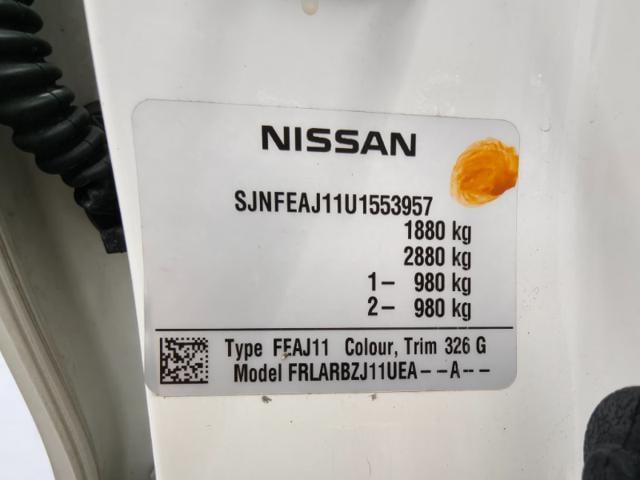 NISSAN
SJNFEAJ11U1553957
1880 kg
2880 kg
1– 980 kg
2– 980 kg
Type FEAJ11 Colour, Trim 326 G
Model FRLARBZJ11UEA – – A – –